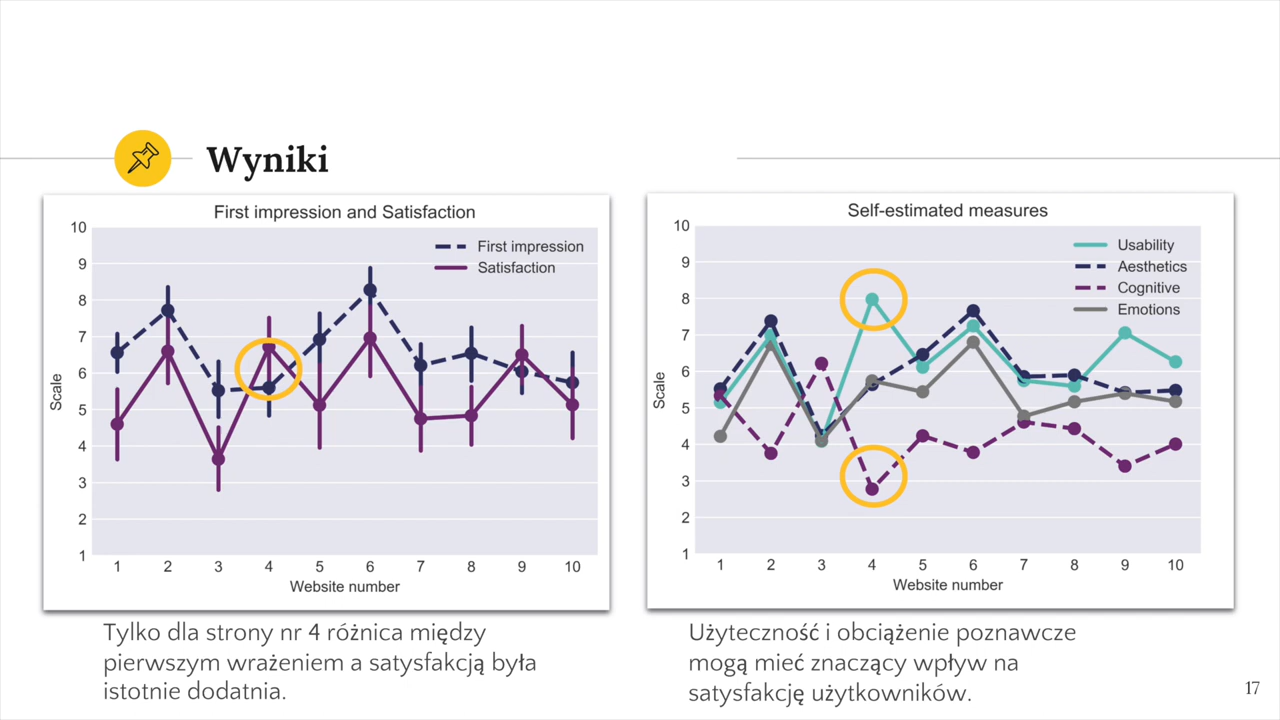 Wyniki
First impression and Satisfaction
First impression
Satisfaction
10
9
8
7
6
5
4
3
2
1
Scale
1 2 3 4 5 6 7 8 9 10
Website number
Tylko dla strony nr 4 różnica między
pierwszym wrażeniem a satysfakcją była
istotnie dodatnia.
Self-estimated measures
Usability
Aesthetics
Cognitive
Emotions
10
9
8
7
6
5
4
3
2
1
Scale
1 2 3 4 5 6 7 8 9 10
Website number
Użyteczność i obciążenie poznawcze
mogą mieć znaczący wpływ na
satysfakcję użytkowników.
17